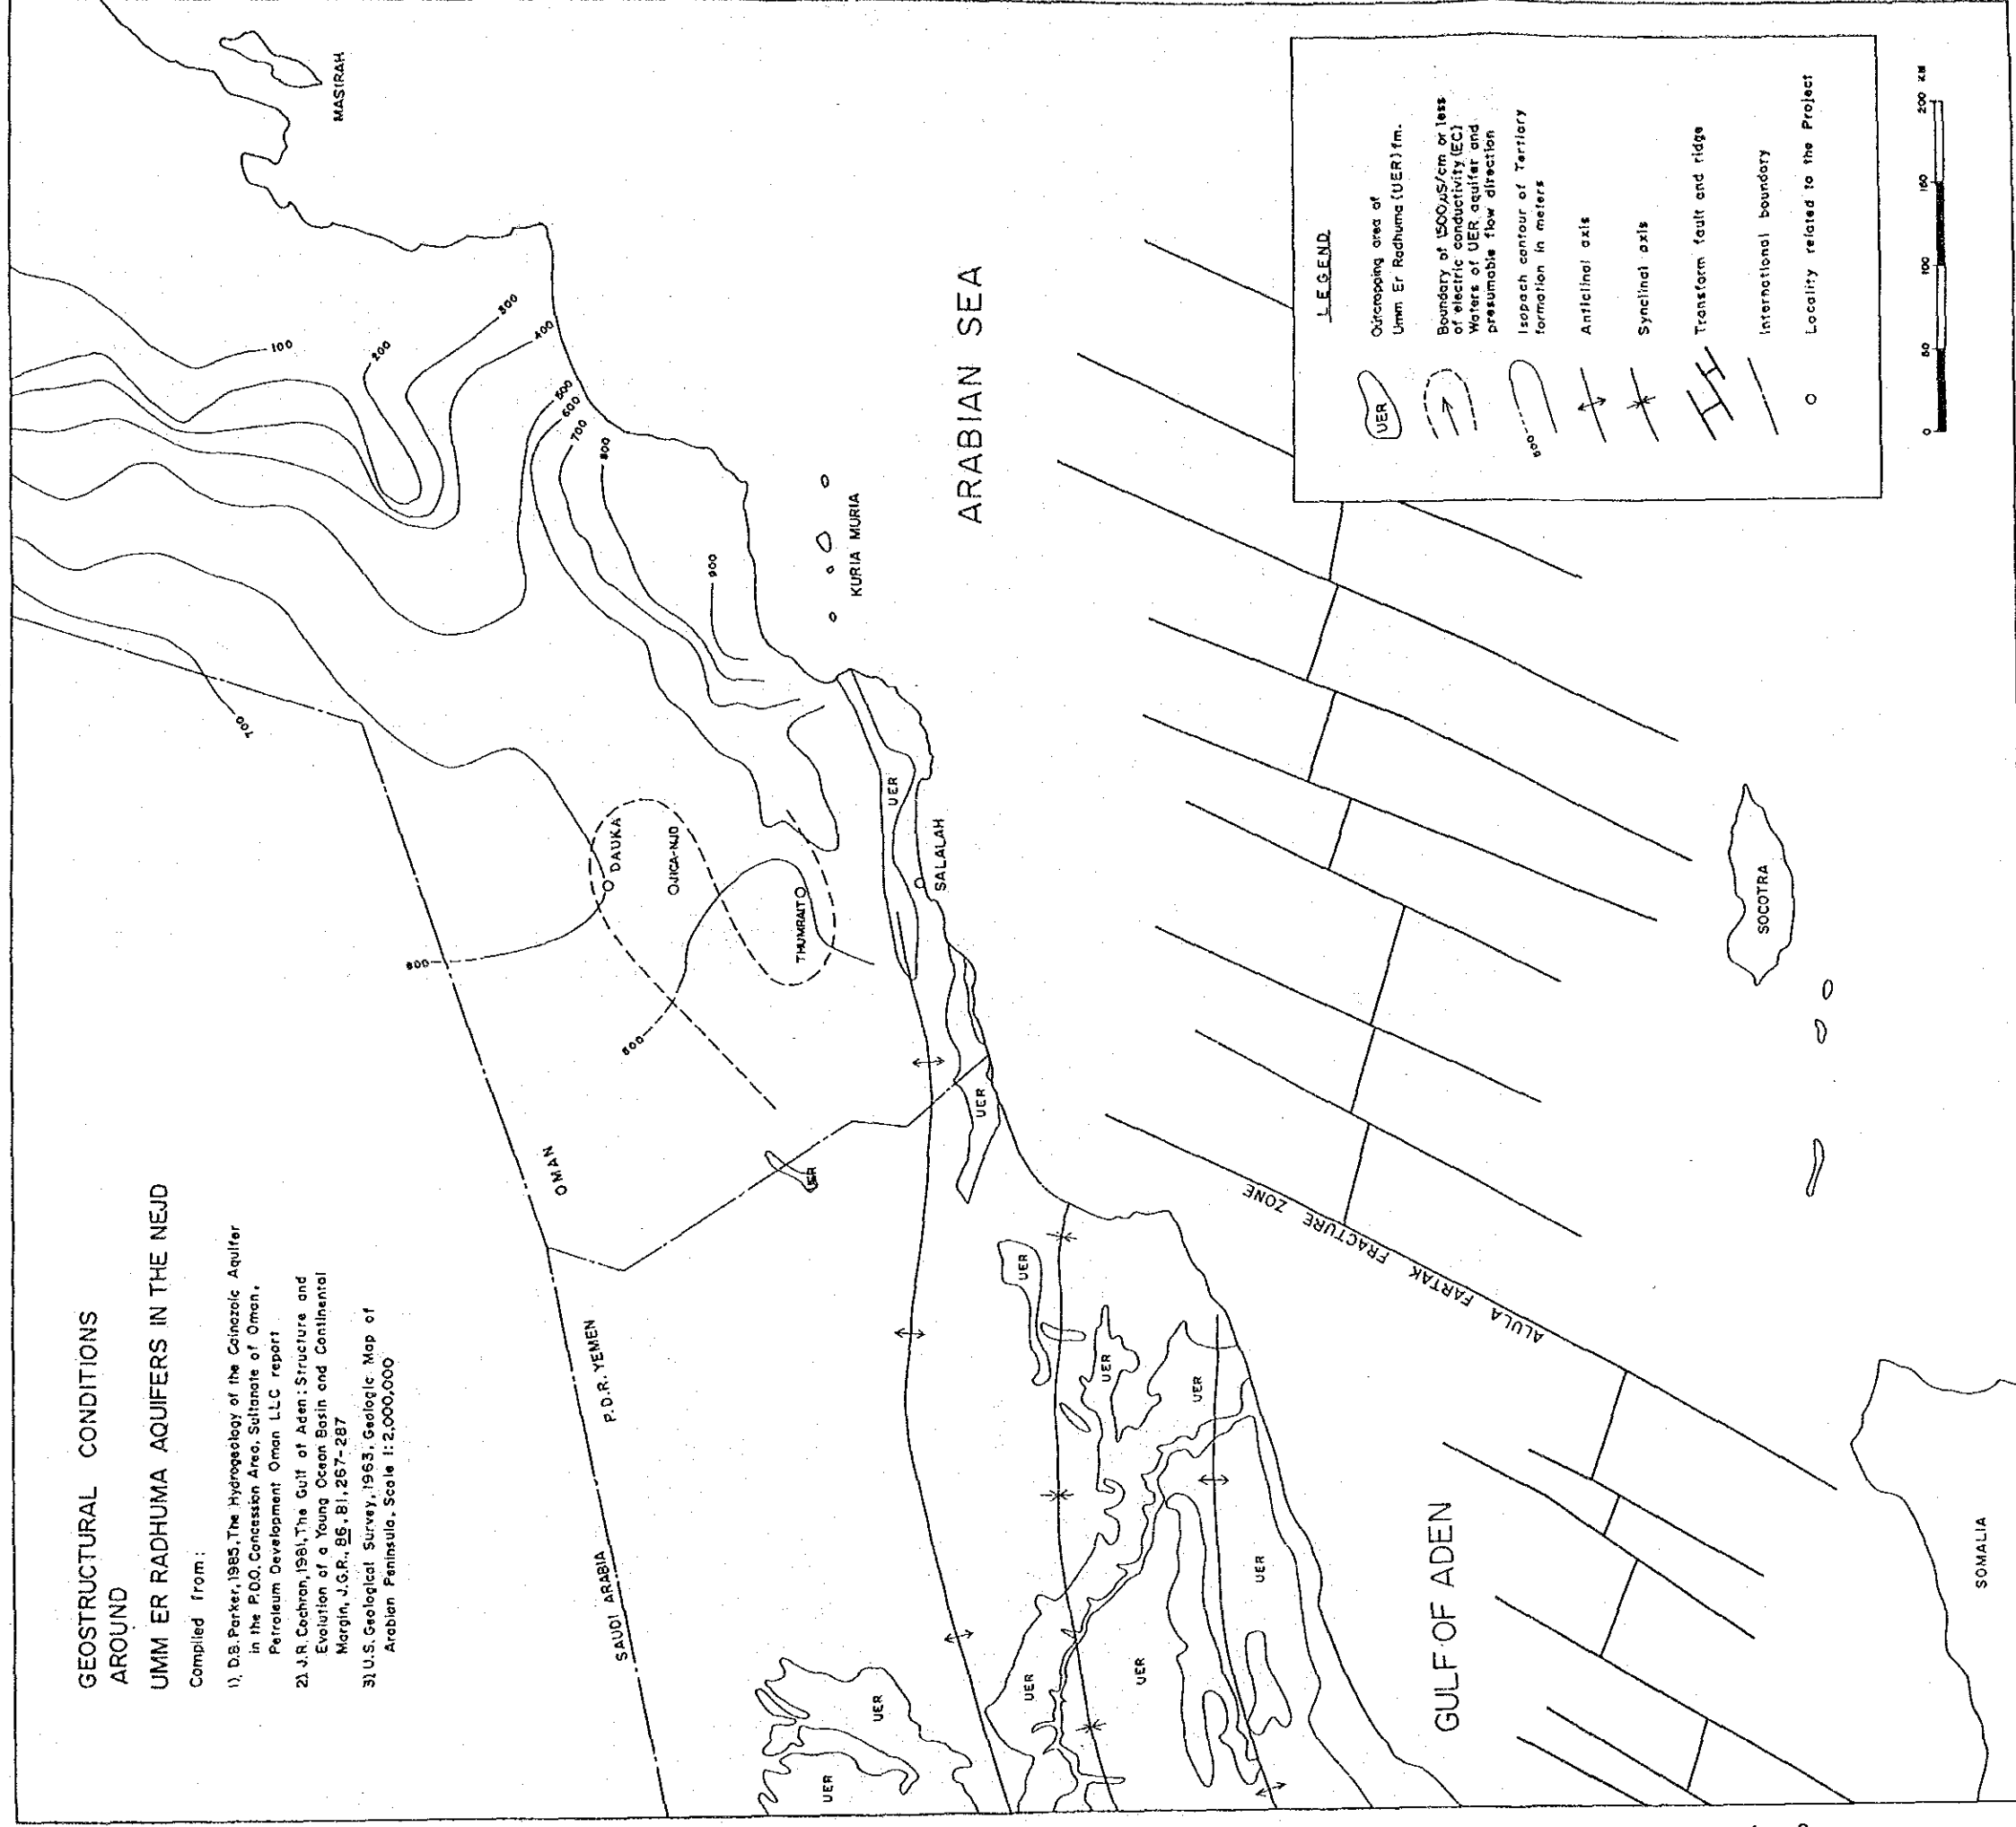 GEOSTRUCTURAL CONDITIONS
AROUND
UMM ER RADHUMA AQUIFERS IN THE NEJD
Compiled from:
1). D.B. Parker, 1985, The Hydrogeology of the Cainozoic Aquifer
in the P.D.O. Concession Area, Sultanate of Oman,
Petroleum Development Oman LLC report
2). J.R. Cochran, 1981, The Gulf of Aden: Structure and
Evolution of a Young Ocean Basin and Continental
Margin, J.G.R., 86, B1, 267-287
3) U.S. Geological Survey, 1963, Geologic Map of
Arabian Peninsula, Scale 1:2,000,000
SAUDI ARABIA
P.D.R. YEMEN
OMAN
MASIRAH
100
200
300
400
500
600
700
800
900
700
600
500
DAUKA
JICA-NJD
THUMRAIT
SALALAH
KURIA MURIA
ARABIAN SEA
UER
UER
UER
UER
UER
UER
UER
UER
UER
UER
UER
GULF OF ADEN
ALULA FARTAK FRACTURE ZONE
SOCOTRA
SOMALIA
LEGEND
UER
Outcropping area of
Umm Er Radhuma (UER) fm.
Boundary of 1500µS/cm or less
of electric conductivity (EC)
Waters of UER aquifer and
presumable flow direction
500
Isopach contour of Tertiary
formation in meters
Anticlinal axis
Synclinal axis
Transform fault and ridge
International boundary
Locality related to the Project
0 50 100 150 200 KM